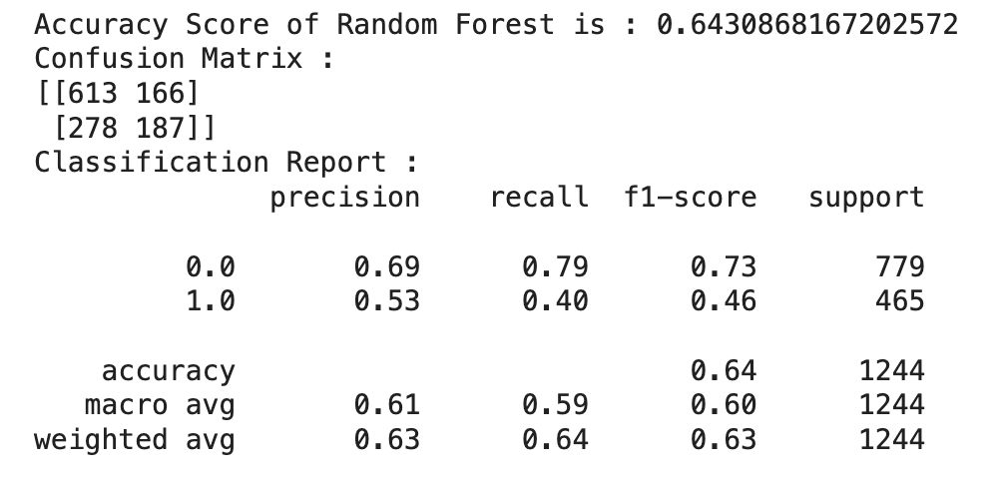 Accuracy Score of Random Forest is : 0.6430868167202572
Confusion Matrix :
[[613 166]
 [278 187]]
Classification Report :
              precision    recall  f1-score   support

         0.0       0.69      0.79      0.73       779
         1.0       0.53      0.40      0.46       465

    accuracy                           0.64      1244
   macro avg       0.61      0.59      0.60      1244
weighted avg       0.63      0.64      0.63      1244